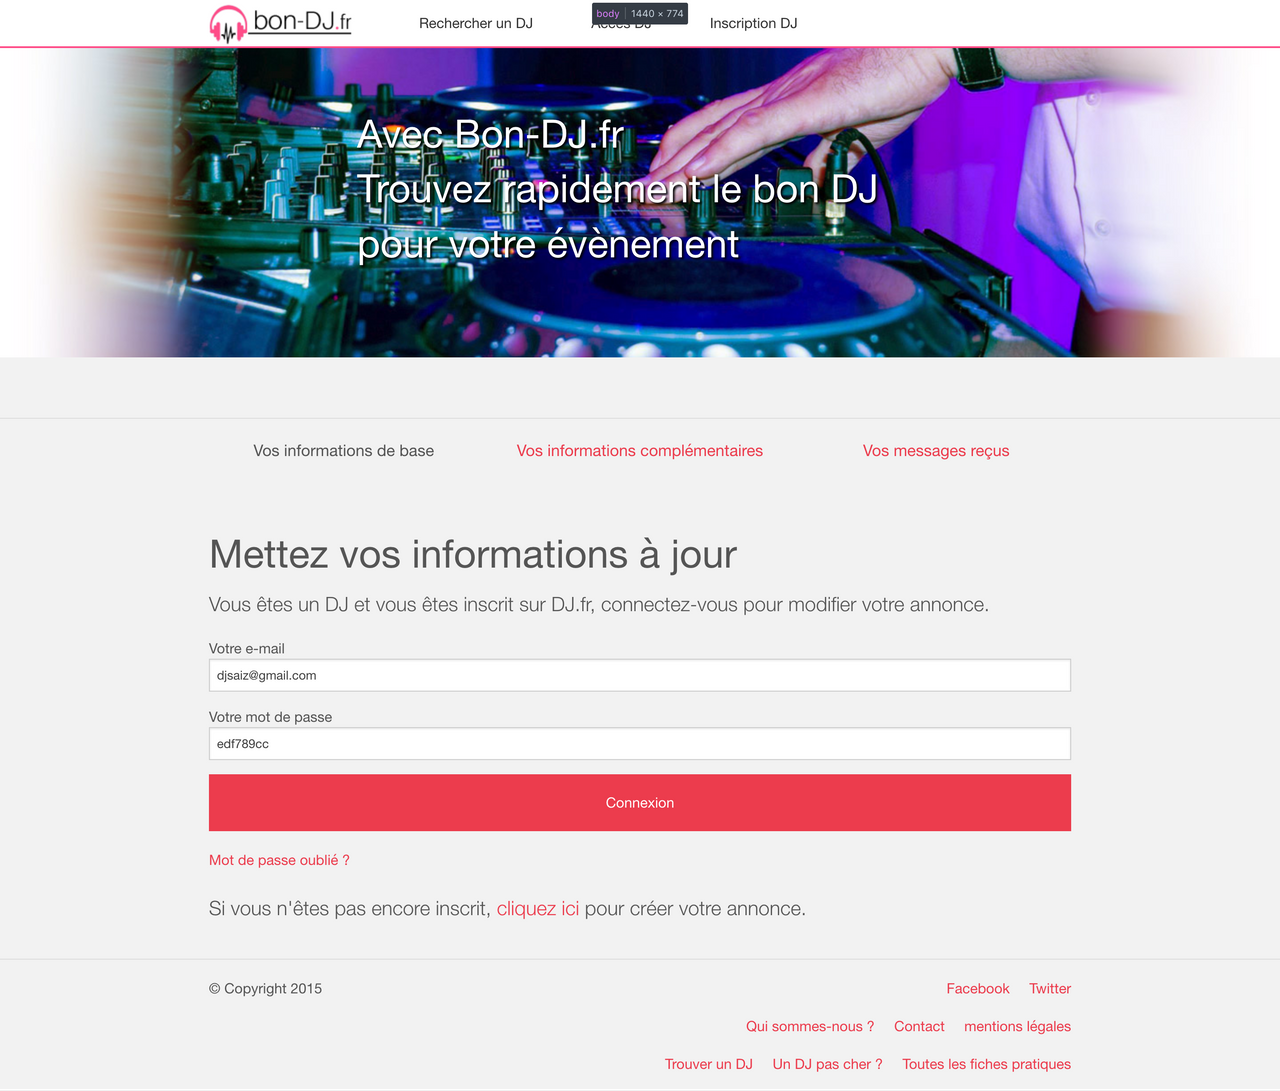 bon-DJ.fr
Rechercher un DJ
body 1440 × 774
Accès DJ
Inscription DJ
Avec Bon-DJ.fr
Trouvez rapidement le bon DJ
pour votre évènement
Vos informations de base
Vos informations complémentaires
Vos messages reçus
Mettez vos informations à jour
Vous êtes un DJ et vous êtes inscrit sur DJ.fr, connectez-vous pour modifier votre annonce.
Votre e-mail
djsaiz@gmail.com
Votre mot de passe
edf789cc
Connexion
Mot de passe oublié ?
Si vous n'êtes pas encore inscrit, cliquez ici pour créer votre annonce.
© Copyright 2015
Facebook Twitter
Qui sommes-nous ? Contact mentions légales
Trouver un DJ Un DJ pas cher ? Toutes les fiches pratiques